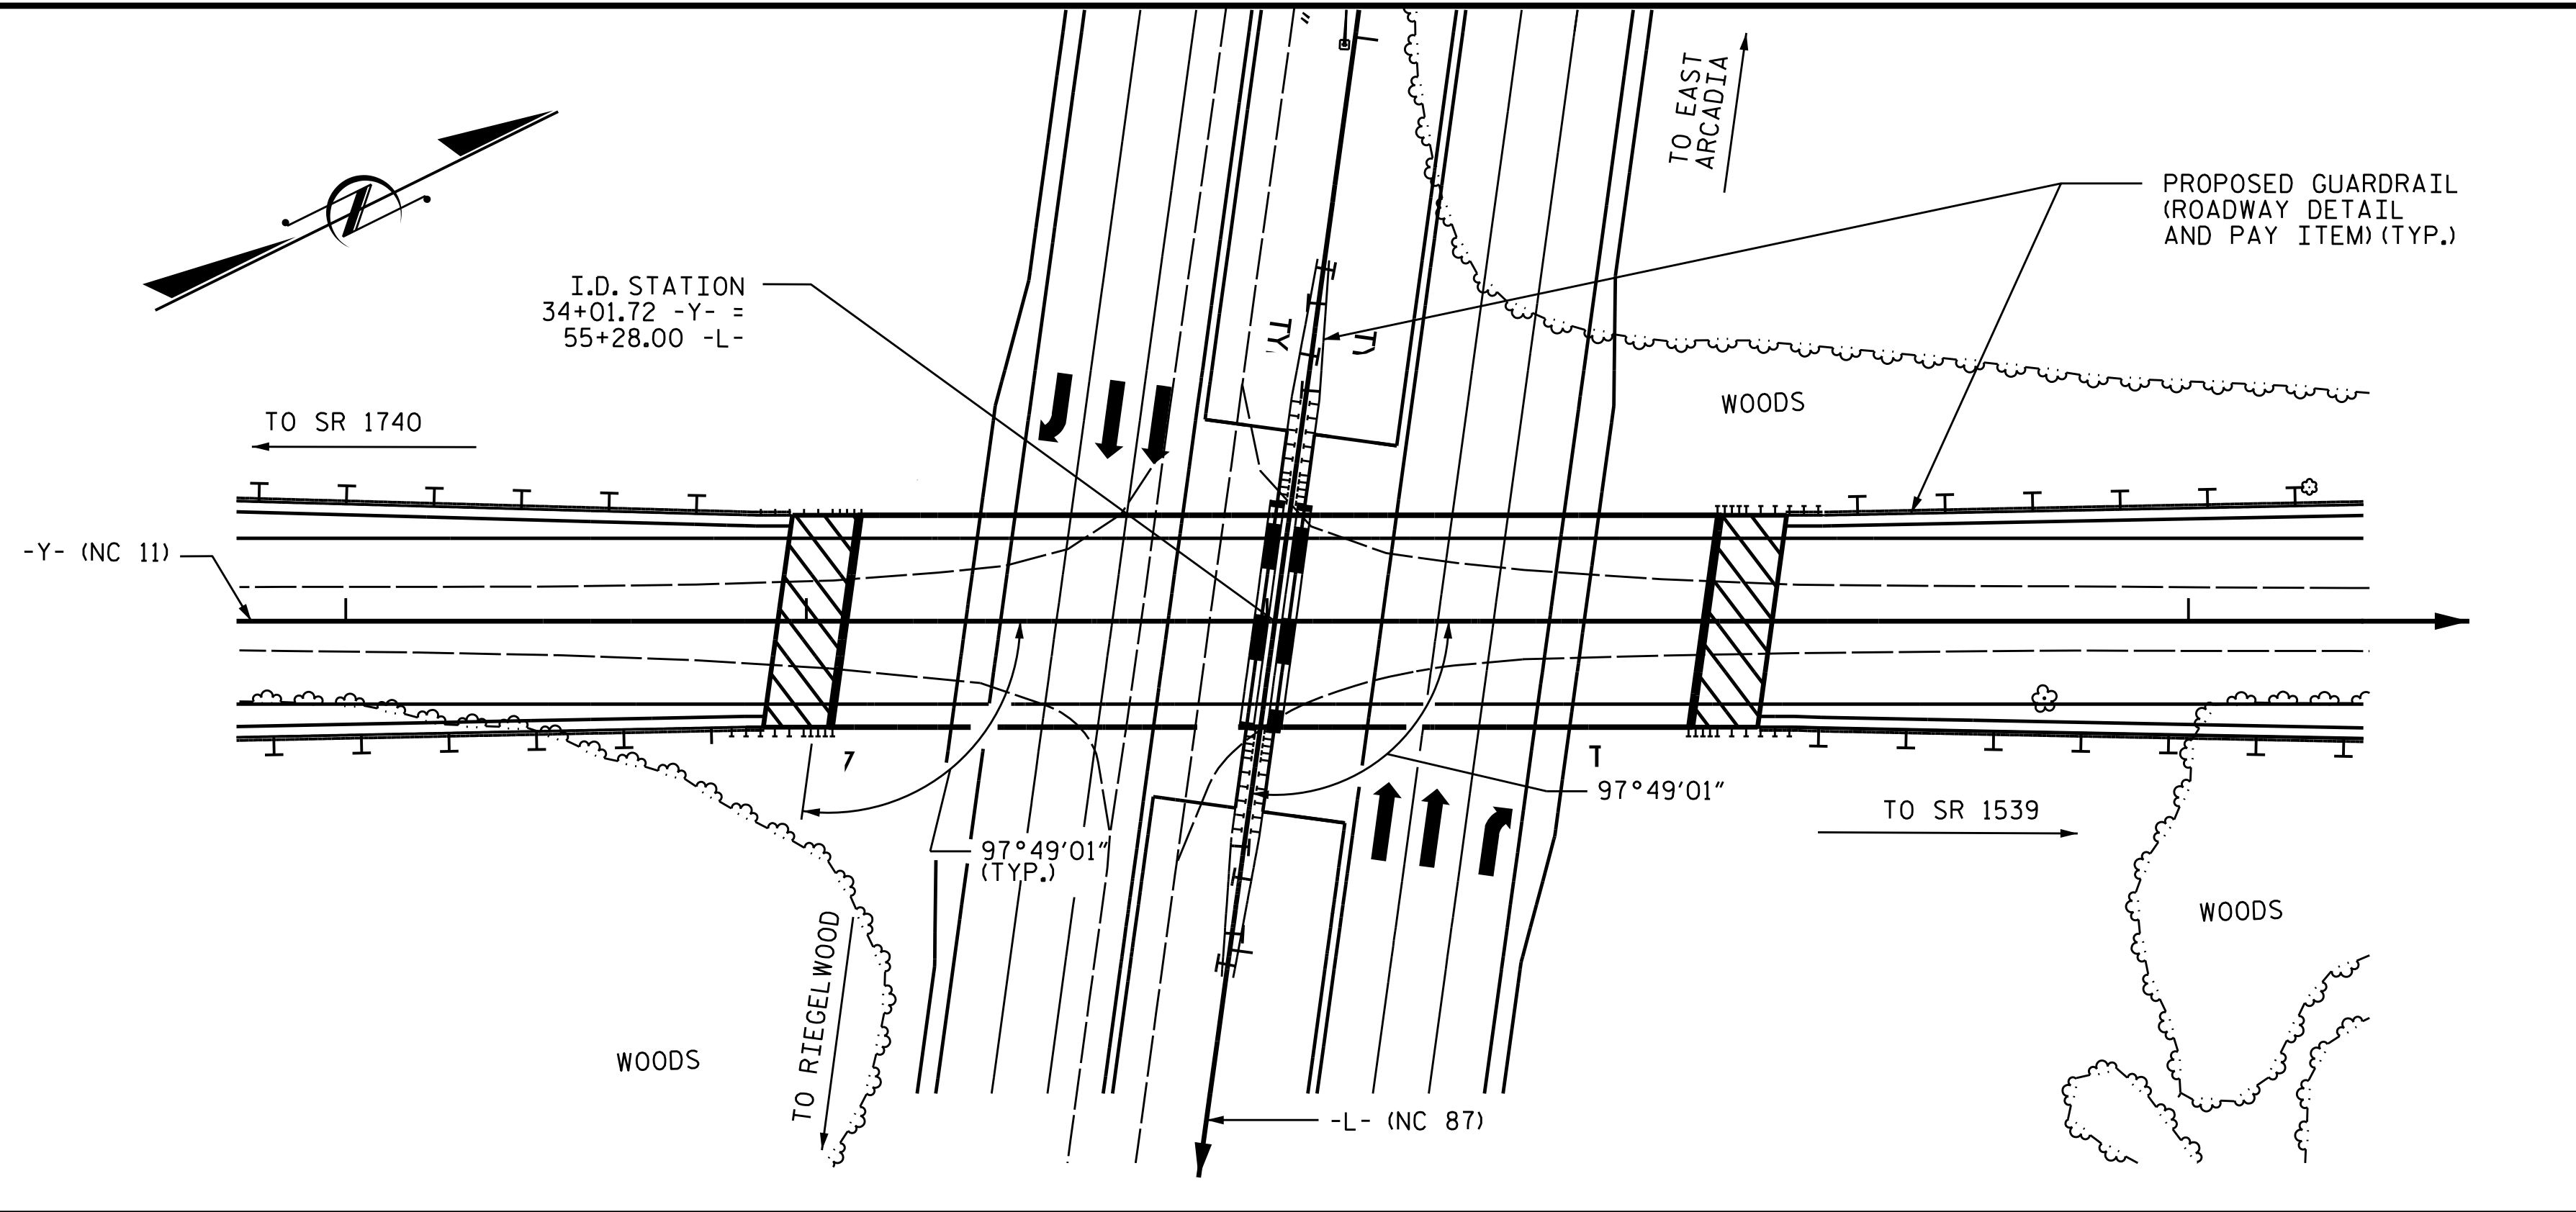 TO EAST
ARCADIA
PROPOSED GUARDRAIL
(ROADWAY DETAIL
AND PAY ITEM) (TYP.)
I.D. STATION
34+01.72 -Y- =
55+28.00 -L-
TY
WOODS
TO SR 1740
-Y- (NC 11)
97°49'01"
TO SR 1539
97°49'01"
(TYP.)
WOODS
TO RIEGELWOOD
WOODS
-L- (NC 87)